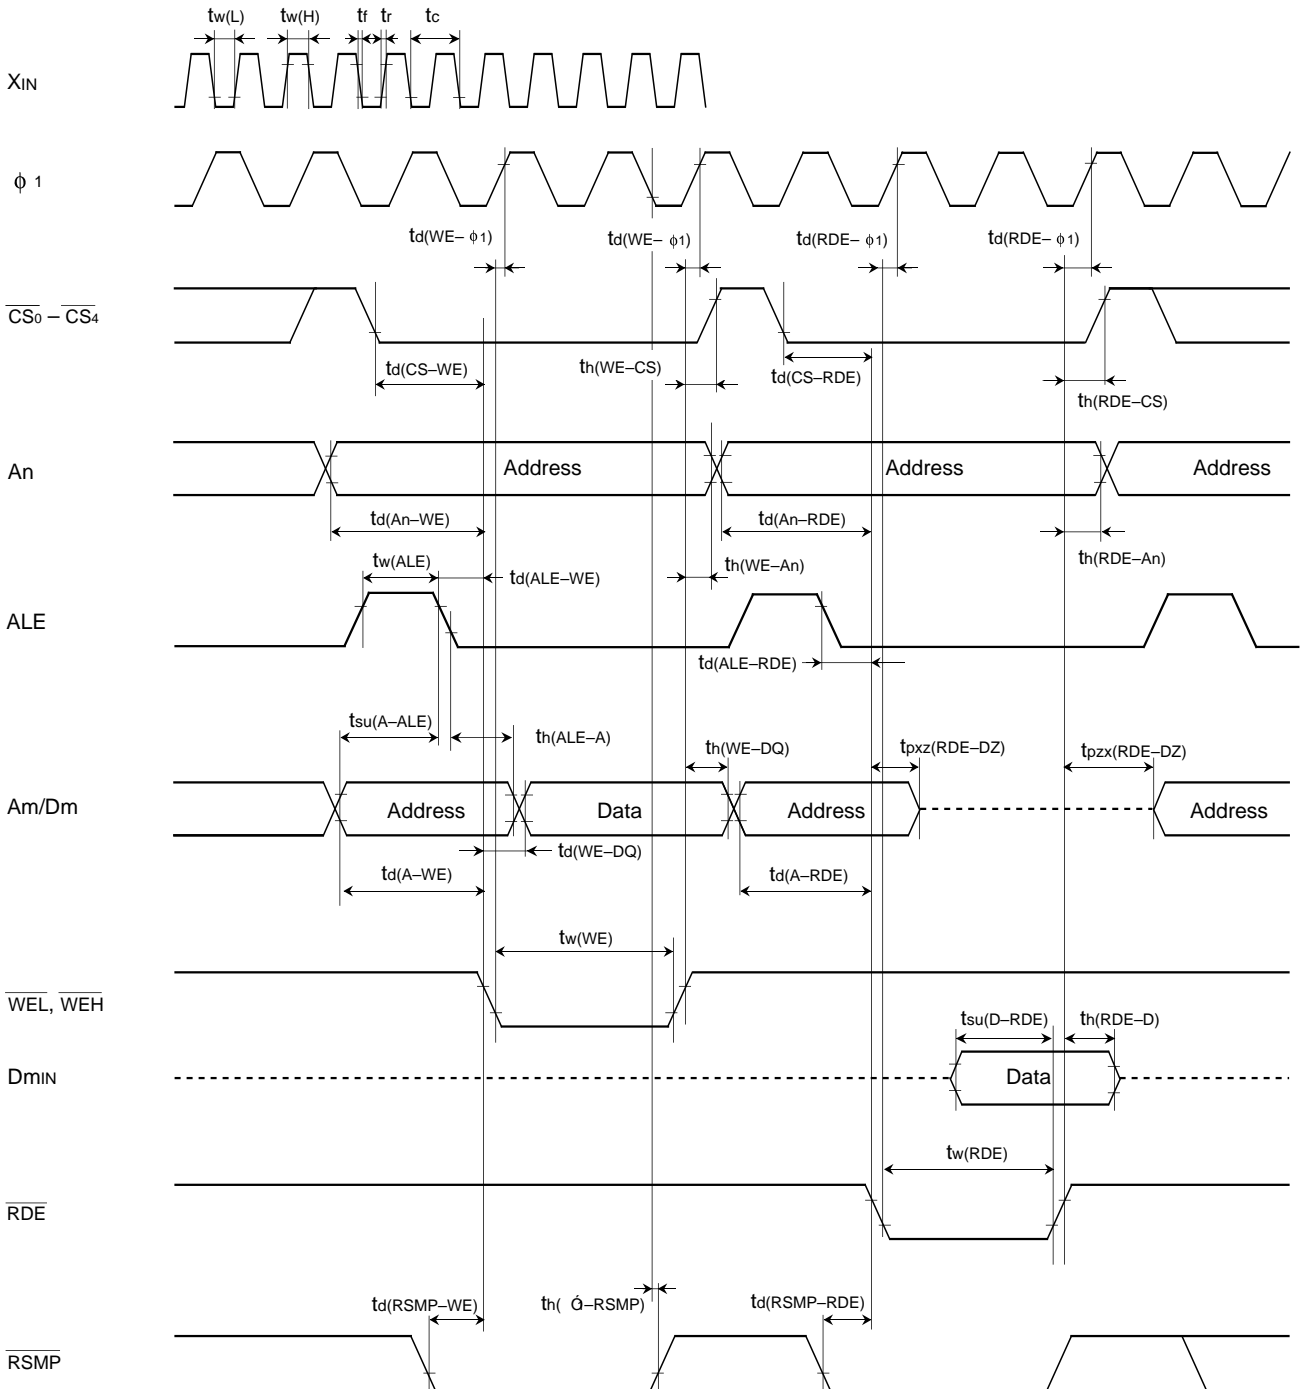 tw(L) tw(H) tf tr tc
XIN
ϕ 1
td(WE– ϕ1) td(WE– ϕ1) td(RDE– ϕ1) td(RDE– ϕ1)
CS0 – CS4
td(CS–WE) th(WE–CS) td(CS–RDE) th(RDE–CS)
An
Address Address Address
td(An–WE) td(An–RDE)
tw(ALE) td(ALE–WE) th(WE–An) th(RDE–An)
ALE
td(ALE–RDE)
tsu(A–ALE) th(ALE–A) th(WE–DQ) tpxz(RDE–DZ) tpzx(RDE–DZ)
Am/Dm
Address Data Address Address
td(WE–DQ)
td(A–WE) td(A–RDE)
tw(WE)
WEL, WEH
tsu(D–RDE) th(RDE–D)
DmIN
Data
tw(RDE)
RDE
td(RSMP–WE) th( –RSMP) td(RSMP–RDE)
RSMP